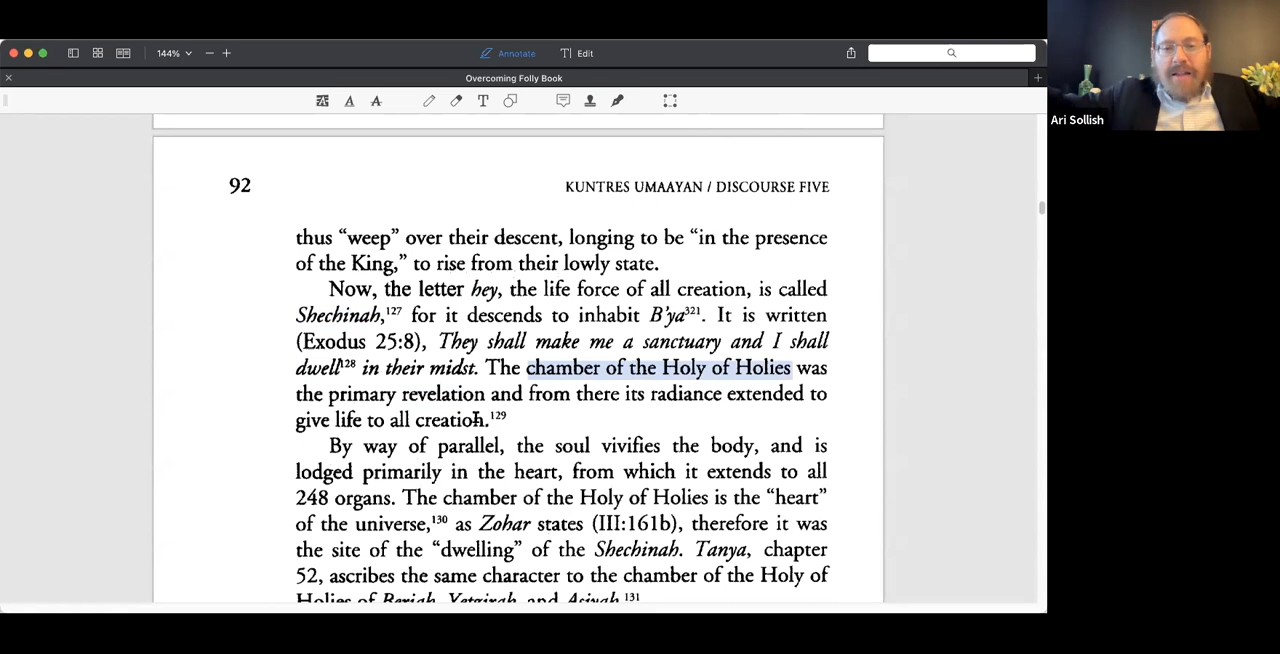 144%
Annotate
Edit
Overcoming Folly Book
Ari Sollish
92
KUNTRES UMAAYAN / DISCOURSE FIVE
thus “weep” over their descent, longing to be “in the presence
of the King,” to rise from their lowly state.
Now, the letter hey, the life force of all creation, is called
Shechinah,127 for it descends to inhabit B’ya321. It is written
(Exodus 25:8), They shall make me a sanctuary and I shall
dwell128 in their midst. The chamber of the Holy of Holies was
the primary revelation and from there its radiance extended to
give life to all creation.129
By way of parallel, the soul vivifies the body, and is
lodged primarily in the heart, from which it extends to all
248 organs. The chamber of the Holy of Holies is the “heart”
of the universe,130 as Zohar states (III:161b), therefore it was
the site of the “dwelling” of the Shechinah. Tanya, chapter
52, ascribes the same character to the chamber of the Holy of
Holies of Beriah, Yetzirah, and Asiyah.131